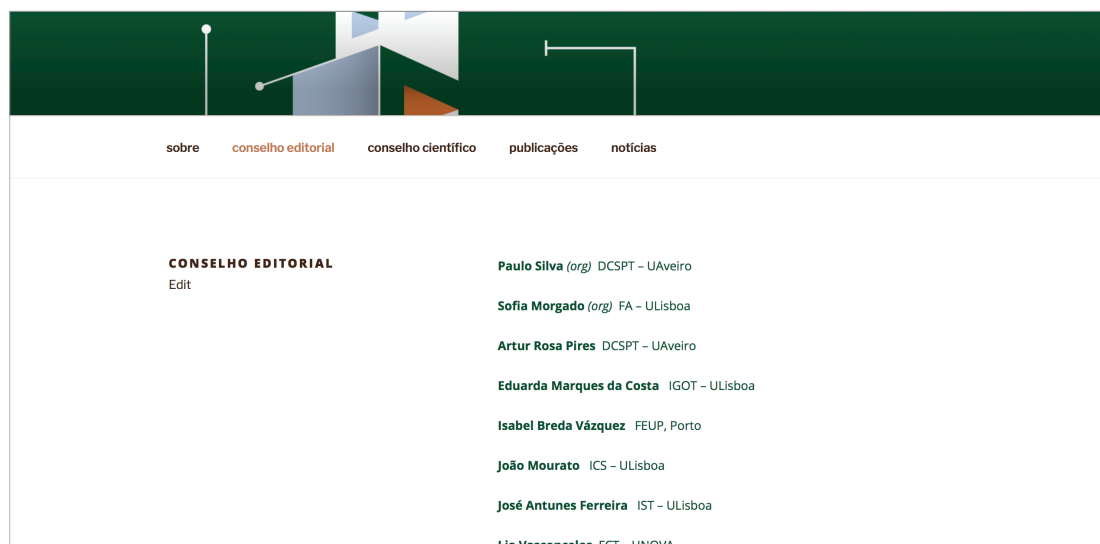 sobre conselho editorial conselho científico publicações notícias
CONSELHO EDITORIAL
Edit
Paulo Silva (org) DCSPT – UAveiro
Sofia Morgado (org) FA – ULisboa
Artur Rosa Pires DCSPT – UAveiro
Eduarda Marques da Costa IGOT – ULisboa
Isabel Breda Vázquez FEUP, Porto
João Mourato ICS – ULisboa
José Antunes Ferreira IST – ULisboa